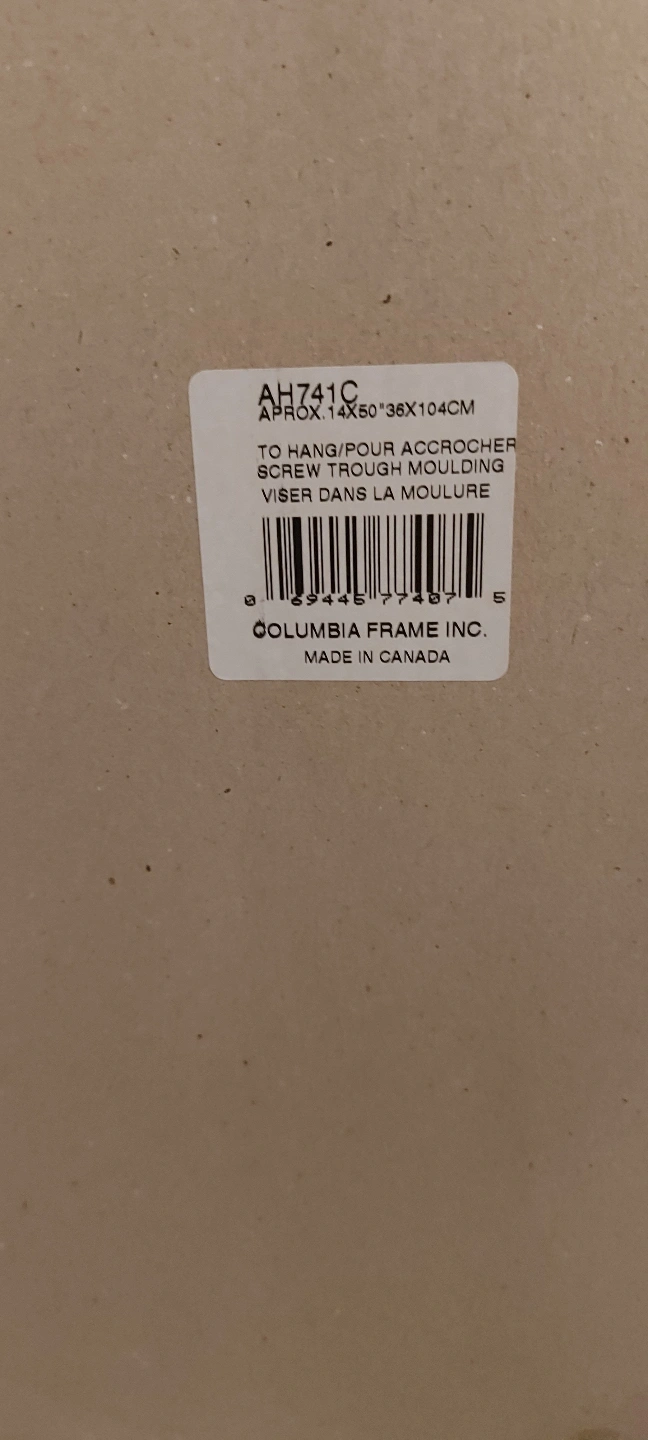 AH741C
APROX.14X50"36X104CM
TO HANG/POUR ACCROCHER
SCREW TROUGH MOULDING
VISER DANS LA MOULURE
0 69445 77407 5
COLUMBIA FRAME INC.
MADE IN CANADA